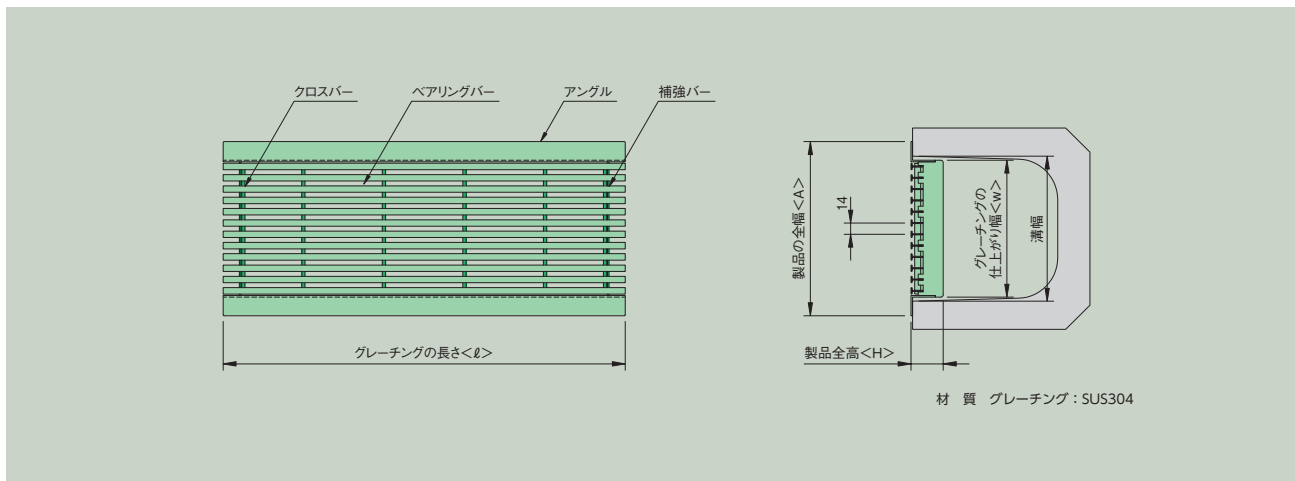 クロスバー
ベアリングバー
アングル
補強バー
グレーチングの長さ<ℓ>
製品の全幅<A>
14
グレーチングの
仕上がり幅<w>
溝幅
製品全高<H>
材　質　グレーチング：SUS304